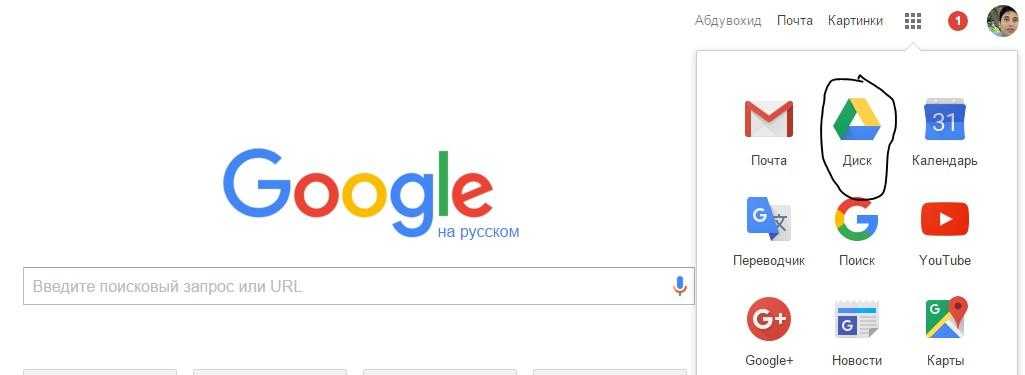 Абдувохид Почта Картинки 1
Google
на русском
Введите поисковый запрос или URL
Почта Диск 31 Календарь
G 文 Переводчик G Поиск YouTube
G+ Google+ G Новости G Карты